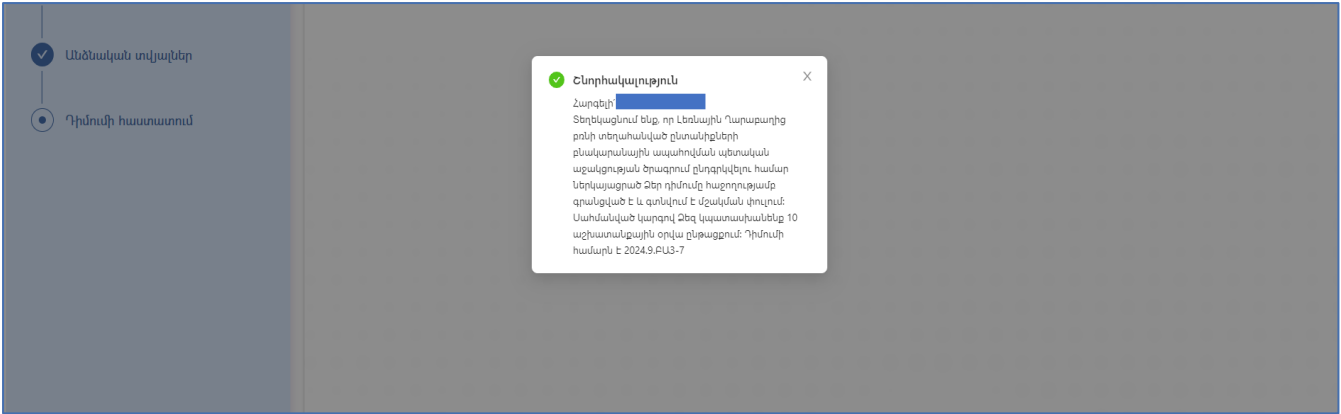 Անձնական տվյալներ
Դիմումի հաստատում
Շնորհակալություն
Հարգելի՛
Տեղեկացնում ենք, որ Լեռնային Ղարաբաղից
բռնի տեղահանված ընտանիքների
բնակարանային ապահովման պետական
աջակցության ծրագրում ընդգրկվելու համար
ներկայացրած Ձեր դիմումը հաջողությամբ
գրանցված է և գտնվում է մշակման փուլում:
Սահմանված կարգով Ձեզ կպատասխանենք 10
աշխատանքային օրվա ընթացքում: Դիմումի
համարն է 2024.9.ԲԱՅ-7